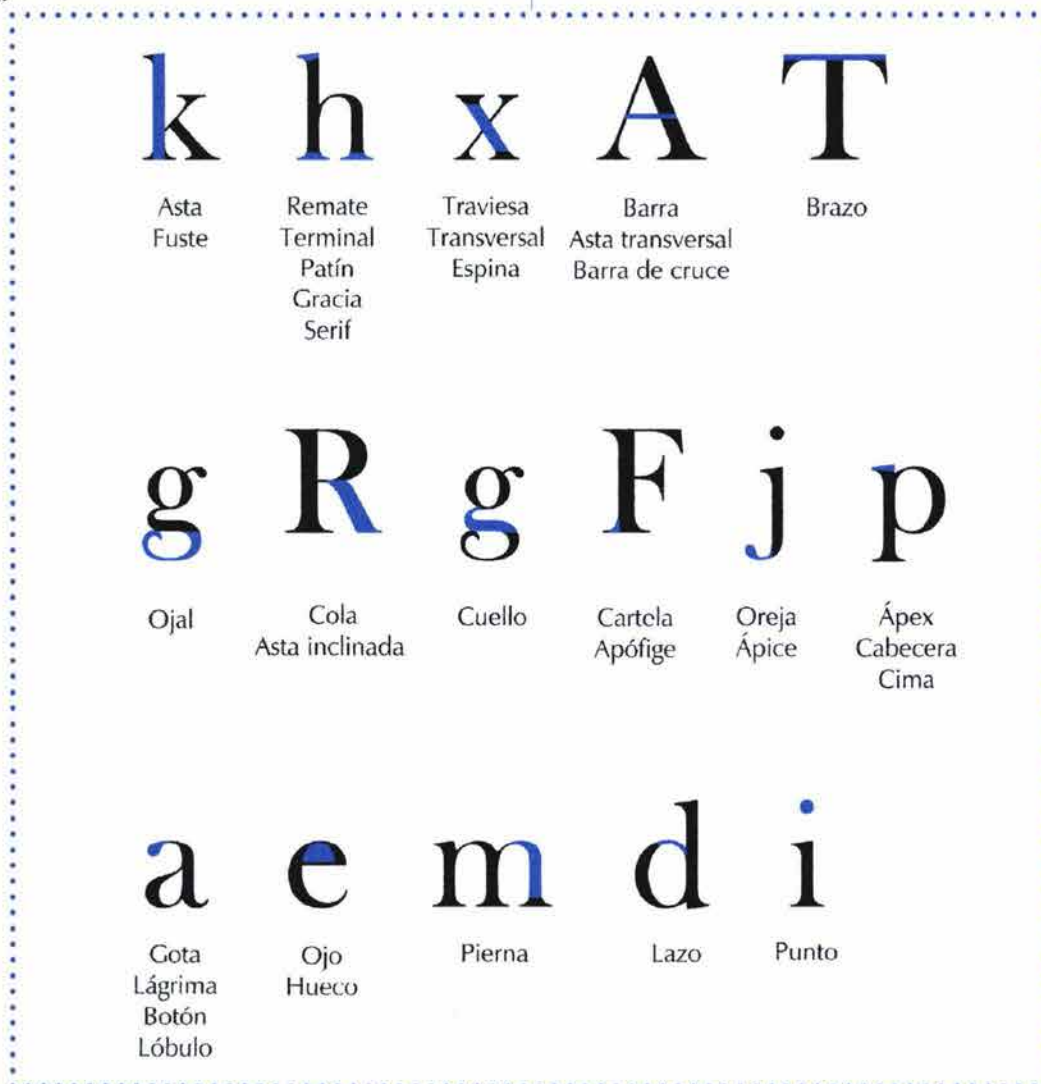 k h x A T
Asta Remate Traviesa Barra Brazo
Fuste Terminal Transversal Asta transversal
Patín Espina Barra de cruce
Gracia
Serif
g R g F j p
Ojal Cola Cuello Cartela Oreja Ápex
Asta inclinada Apófige Ápice Cabecera
Cima
a e m d i
Gota Ojo Pierna Lazo Punto
Lágrima Hueco
Botón
Lóbulo